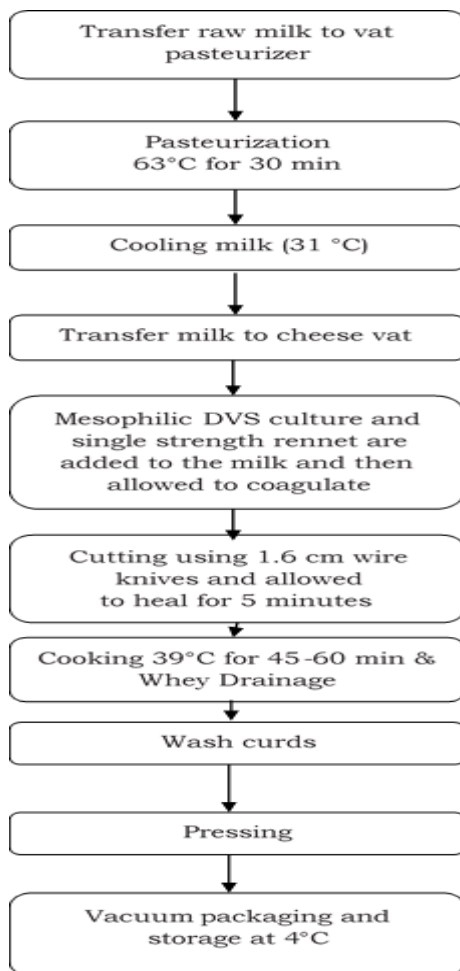 Transfer raw milk to vat
pasteurizer
Pasteurization
63°C for 30 min
Cooling milk (31 °C)
Transfer milk to cheese vat
Mesophilic DVS culture and
single strength rennet are
added to the milk and then
allowed to coagulate
Cutting using 1.6 cm wire
knives and allowed
to heal for 5 minutes
Cooking 39°C for 45-60 min &
Whey Drainage
Wash curds
Pressing
Vacuum packaging and
storage at 4°C